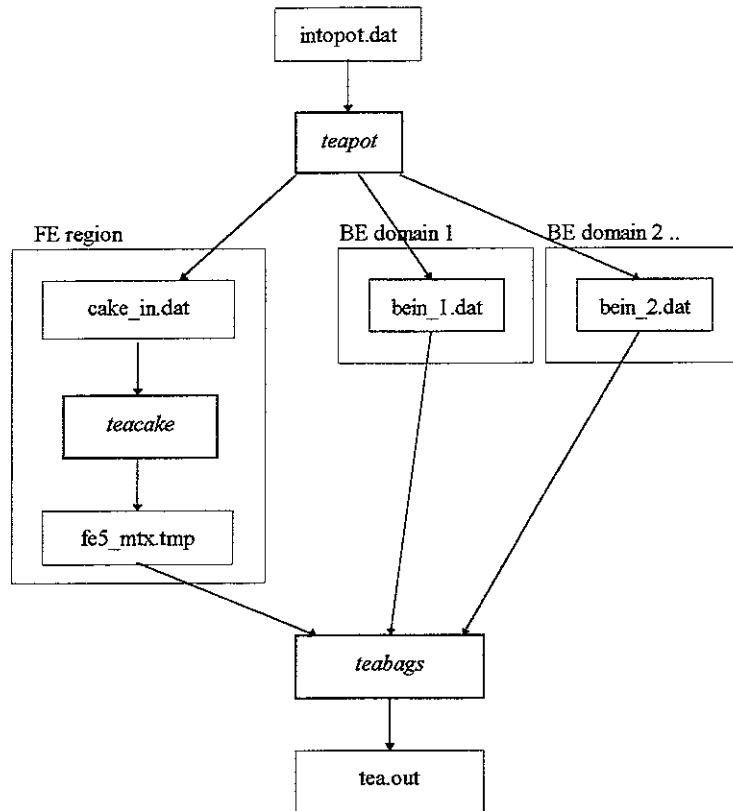 intopot.dat
teapot
FE region
BE domain 1
BE domain 2 ..
cake_in.dat
bein_1.dat
bein_2.dat
teacake
fe5_mtx.tmp
teabags
tea.out